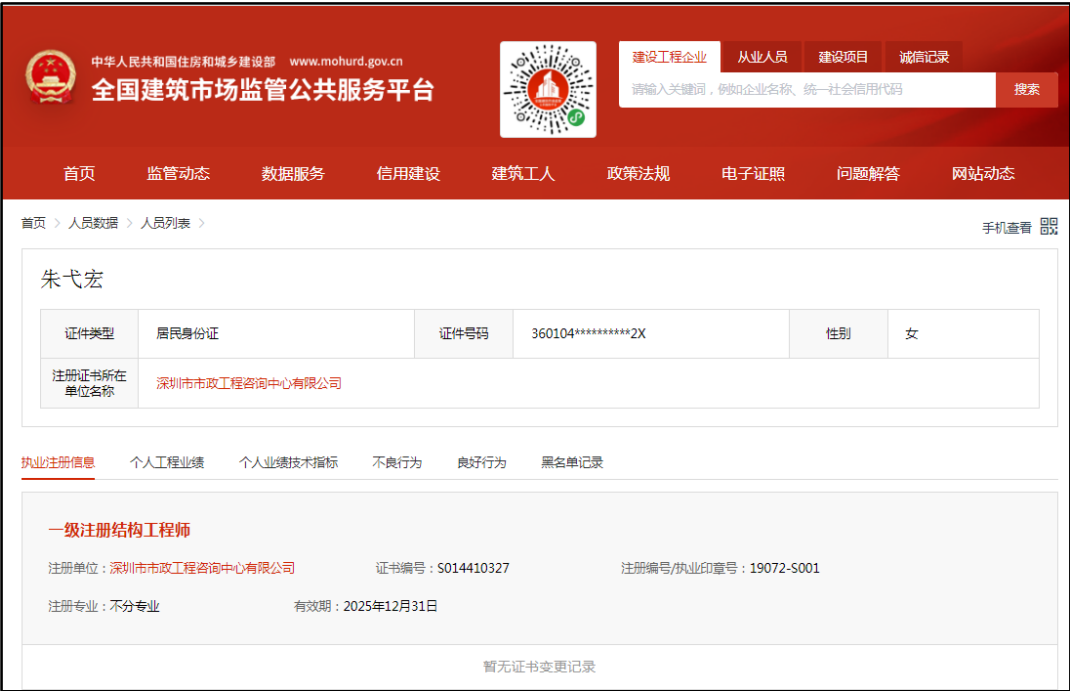 中华人民共和国住房和城乡建设部 www.mohurd.gov.cn
全国建筑市场监管公共服务平台
建设工程企业 从业人员 建设项目 诚信记录
请输入关键词，例如企业名称、统一社会信用代码 搜索
首页 监管动态 数据服务 信用建设 建筑工人 政策法规 电子证照 问题解答 网站动态
首页 > 人员数据 > 人员列表 >
手机查看
朱弋宏
证件类型 居民身份证 证件号码 360104**********2X 性别 女
注册证书所在
单位名称
深圳市市政工程咨询中心有限公司
执业注册信息 个人工程业绩 个人业绩技术指标 不良行为 良好行为 黑名单记录
一级注册结构工程师
注册单位：深圳市市政工程咨询中心有限公司 证书编号：S014410327 注册编号/执业印章号：19072-S001
注册专业：不分专业 有效期：2025年12月31日
暂无证书变更记录